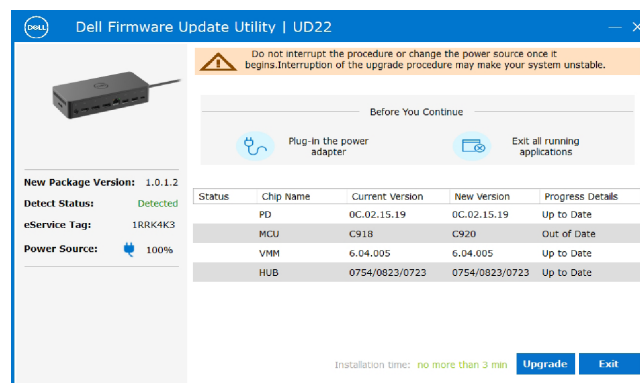 DELL
Dell Firmware Update Utility | UD22
Do not interrupt the procedure or change the power source once it
begins.Interruption of the upgrade procedure may make your system unstable.
Before You Continue
Plug-in the power
adapter
Exit all running
applications
New Package Version: 1.0.1.2
Detect Status: Detected
eService Tag: 1RRK4K3
Power Source: 100%
Status Chip Name Current Version New Version Progress Details
PD 0C.02.15.19 0C.02.15.19 Up to Date
MCU C918 C920 Out of Date
VMM 6.04.005 6.04.005 Up to Date
HUB 0754/0823/0723 0754/0823/0723 Up to Date
Installation time: no more than 3 min Upgrade Exit